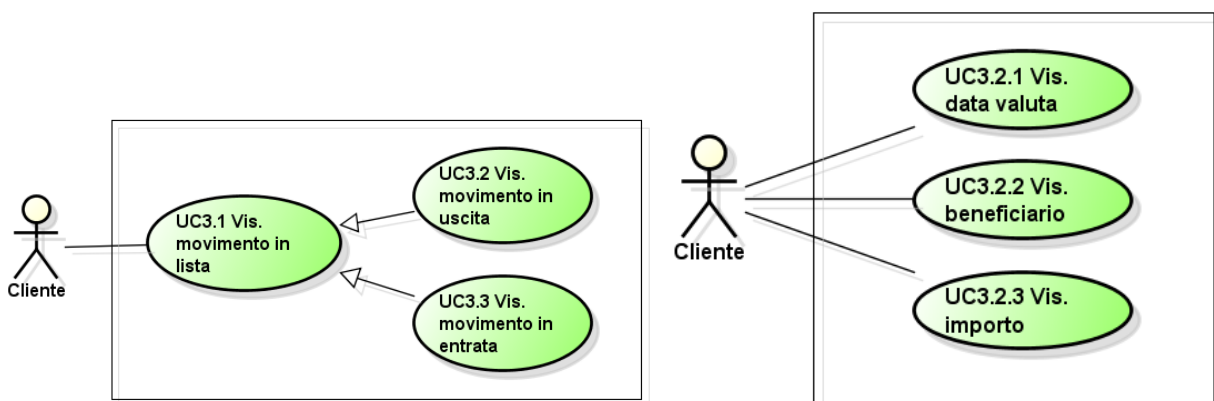 Cliente
UC3.1 Vis.
movimento in
lista
UC3.2 Vis.
movimento in
uscita
UC3.3 Vis.
movimento in
entrata
Cliente
UC3.2.1 Vis.
data valuta
UC3.2.2 Vis.
beneficiario
UC3.2.3 Vis.
importo